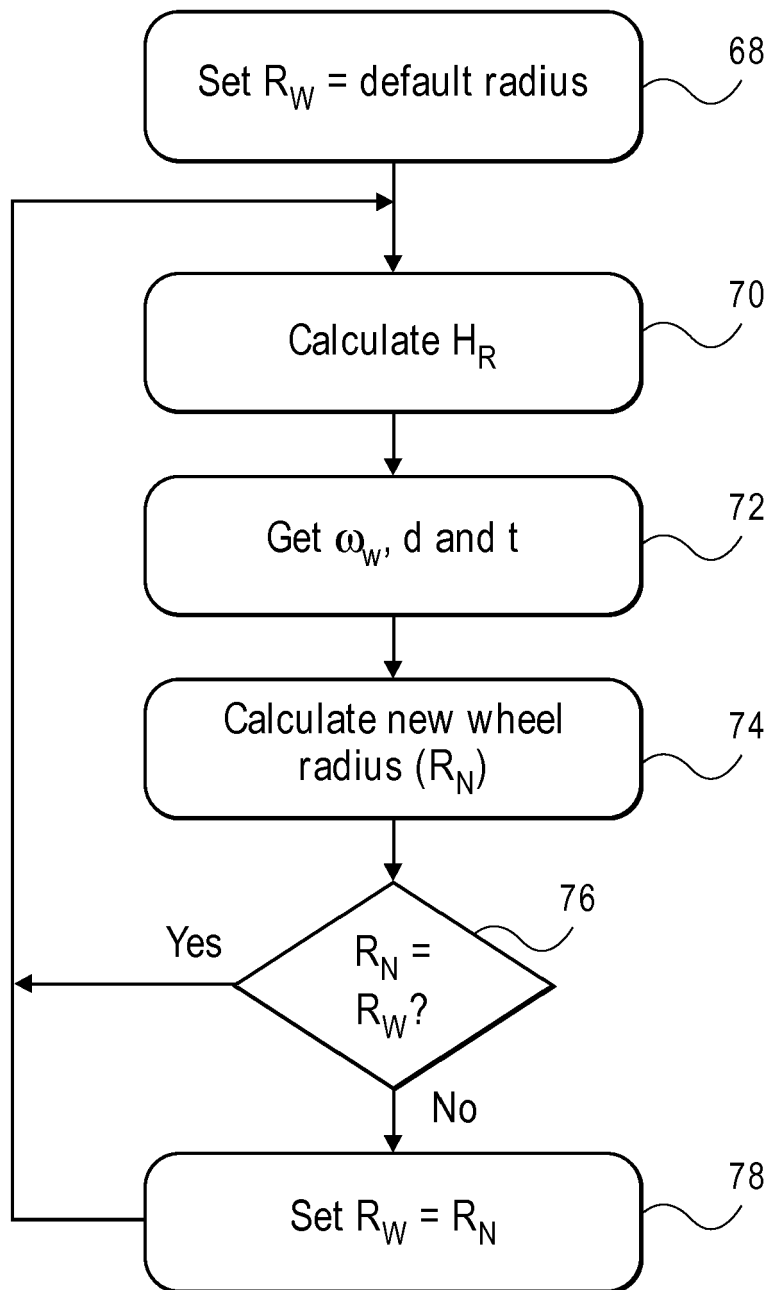 Set R_W = default radius
68
Calculate H_R
70
Get ω_w, d and t
72
Calculate new wheel
radius (R_N)
74
76
Yes
R_N =
R_W?
No
Set R_W = R_N
78